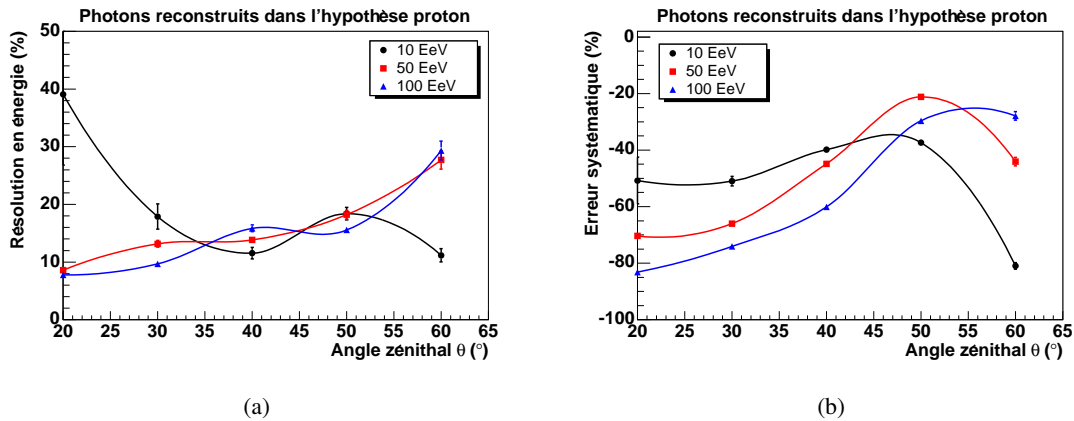 Photons reconstruits dans l'hypothèse proton
Resolution en énergie (%)
50
40
30
20
10
0
10 EeV
50 EeV
100 EeV
20 25 30 35 40 45 50 55 60 65
Angle zénithal θ (°)
(a)
Photons reconstruits dans l'hypothèse proton
Erreur systématique (%)
0
-20
-40
-60
-80
-100
10 EeV
50 EeV
100 EeV
20 25 30 35 40 45 50 55 60 65
Angle zénithal θ (°)
(b)